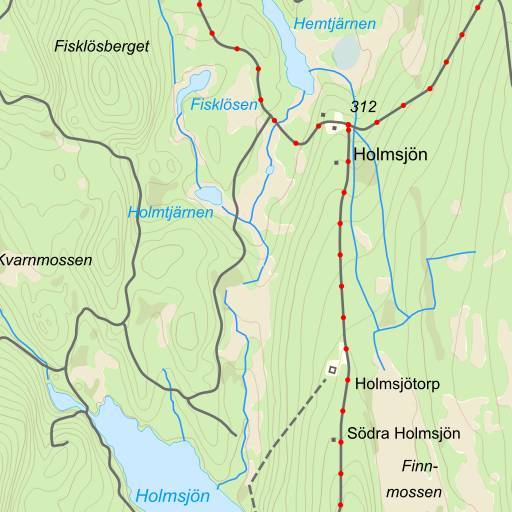 Hemtjärnen
Fisklösberget
Fisklösen
312
Holmsjön
Holmtjärnen
Kvarnmossen
Holmsjötorp
Södra Holmsjön
Finn-
mossen
Holmsjön